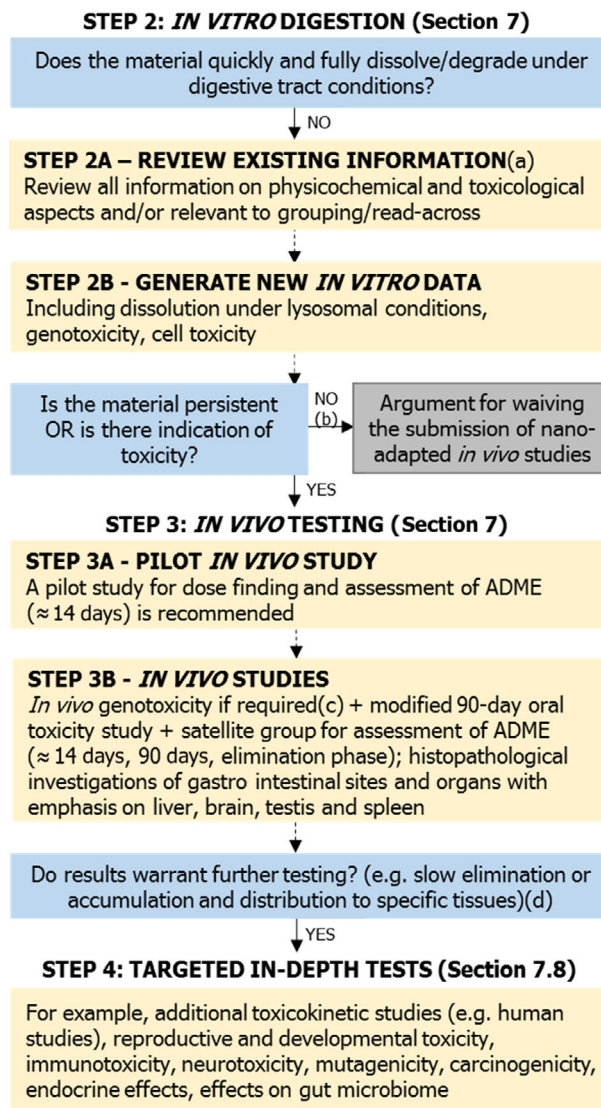 STEP 2: IN VITRO DIGESTION (Section 7)
Does the material quickly and fully dissolve/degrade under
digestive tract conditions?
NO
STEP 2A – REVIEW EXISTING INFORMATION(a)
Review all information on physicochemical and toxicological
aspects and/or relevant to grouping/read-across
STEP 2B - GENERATE NEW IN VITRO DATA
Including dissolution under lysosomal conditions,
genotoxicity, cell toxicity
Is the material persistent
OR is there indication of
toxicity?
NO
(b)
Argument for waiving
the submission of nano-
adapted in vivo studies
YES
STEP 3: IN VIVO TESTING (Section 7)
STEP 3A - PILOT IN VIVO STUDY
A pilot study for dose finding and assessment of ADME
(≈ 14 days) is recommended
STEP 3B - IN VIVO STUDIES
In vivo genotoxicity if required(c) + modified 90-day oral
toxicity study + satellite group for assessment of ADME
(≈ 14 days, 90 days, elimination phase); histopathological
investigations of gastro intestinal sites and organs with
emphasis on liver, brain, testis and spleen
Do results warrant further testing? (e.g. slow elimination or
accumulation and distribution to specific tissues)(d)
YES
STEP 4: TARGETED IN-DEPTH TESTS (Section 7.8)
For example, additional toxicokinetic studies (e.g. human
studies), reproductive and developmental toxicity,
immunotoxicity, neurotoxicity, mutagenicity, carcinogenicity,
endocrine effects, effects on gut microbiome